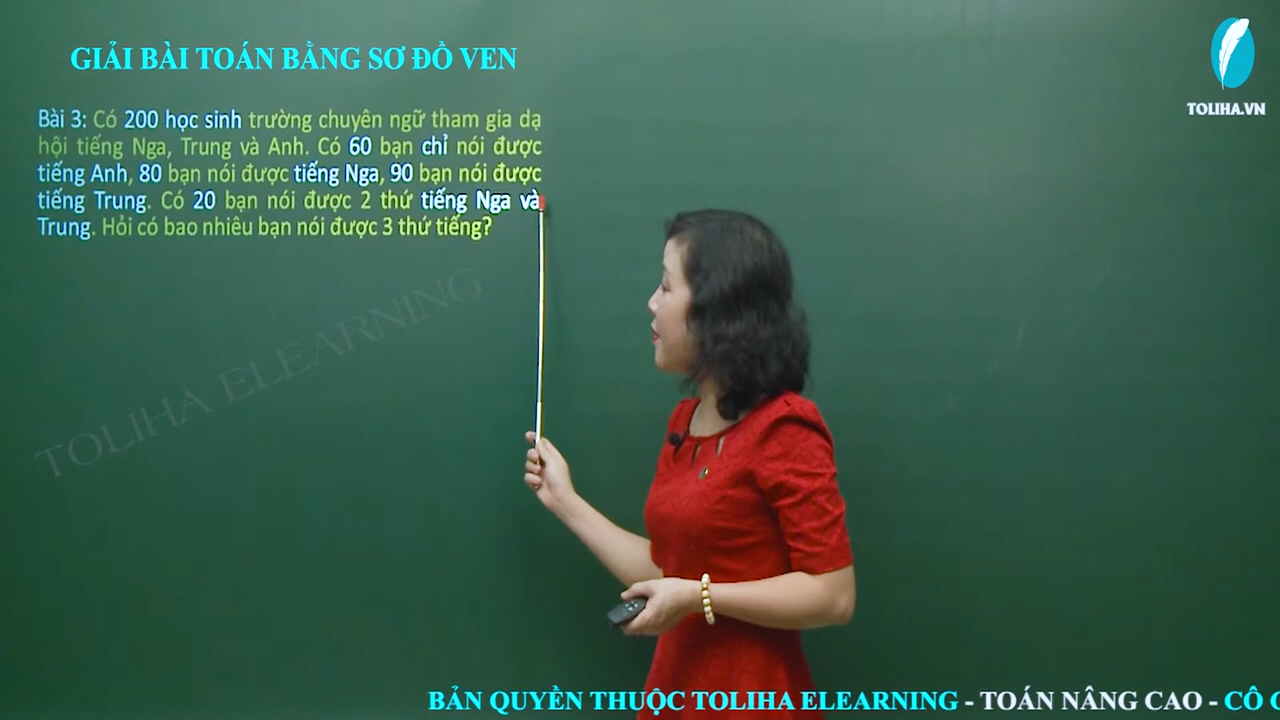 GIẢI BÀI TOÁN BẰNG SƠ ĐỒ VEN
TOLIHA.VN
Bài 3: Có 200 học sinh trường chuyên ngữ tham gia dạ
hội tiếng Nga, Trung và Anh. Có 60 bạn chỉ nói được
tiếng Anh, 80 bạn nói được tiếng Nga, 90 bạn nói được
tiếng Trung. Có 20 bạn nói được 2 thứ tiếng Nga và
Trung. Hỏi có bao nhiêu bạn nói được 3 thứ tiếng?
TOLIHA ELEARNING
BẢN QUYỀN THUỘC TOLIHA ELEARNING - TOÁN NÂNG CAO - CÔ